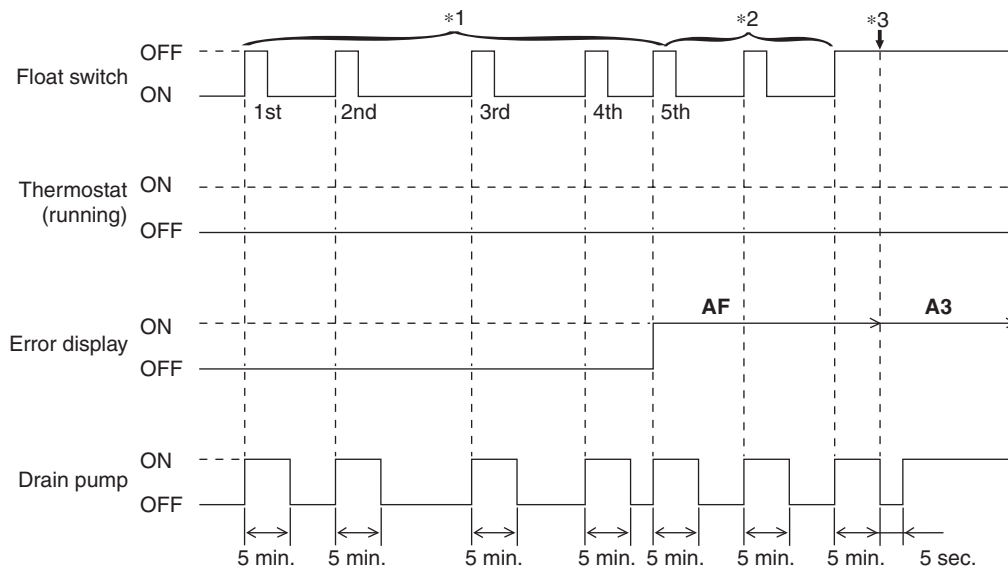 *1
*2
*3
OFF
Float switch
ON
1st
2nd
3rd
4th
5th
ON
Thermostat
(running)
OFF
AF
A3
ON
Error display
OFF
ON
Drain pump
OFF
5 min.
5 min.
5 min.
5 min.
5 min.
5 min.
5 min.
5 sec.